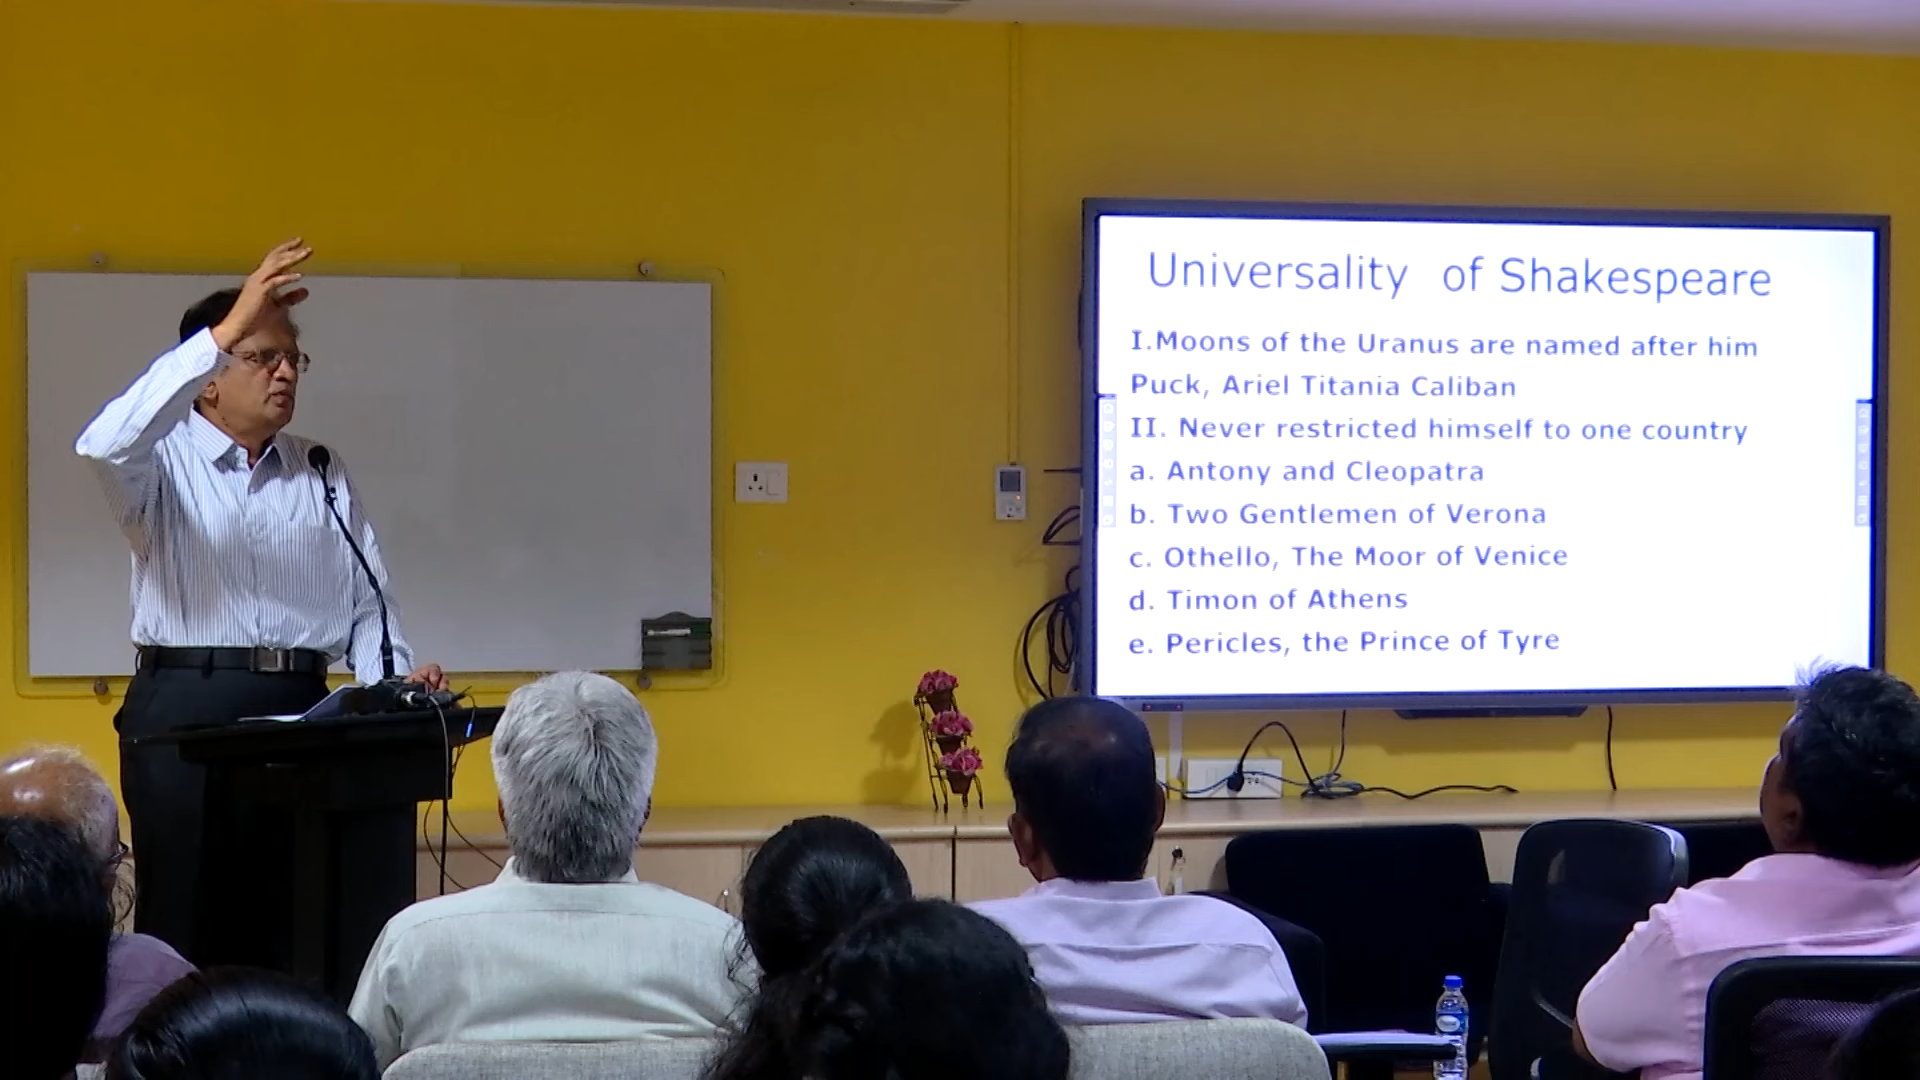 Universality of Shakespeare
I.Moons of the Uranus are named after him
Puck, Ariel Titania Caliban
II. Never restricted himself to one country
a. Antony and Cleopatra
b. Two Gentlemen of Verona
c. Othello, The Moor of Venice
d. Timon of Athens
e. Pericles, the Prince of Tyre